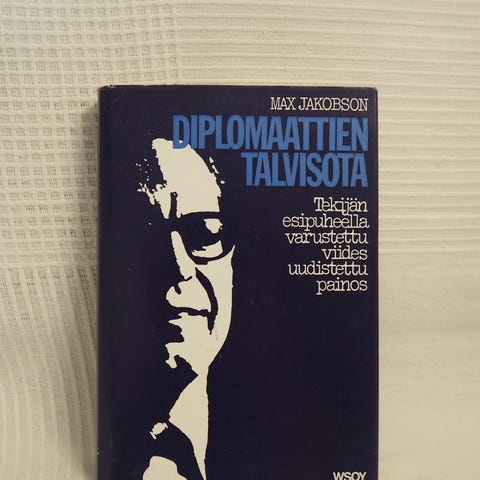 MAX JAKOBSON
DIPLOMAATTIEN
TALVISOTA
Tekijän
esipuheella
varustettu
viides
uudistettu
painos
WSOY